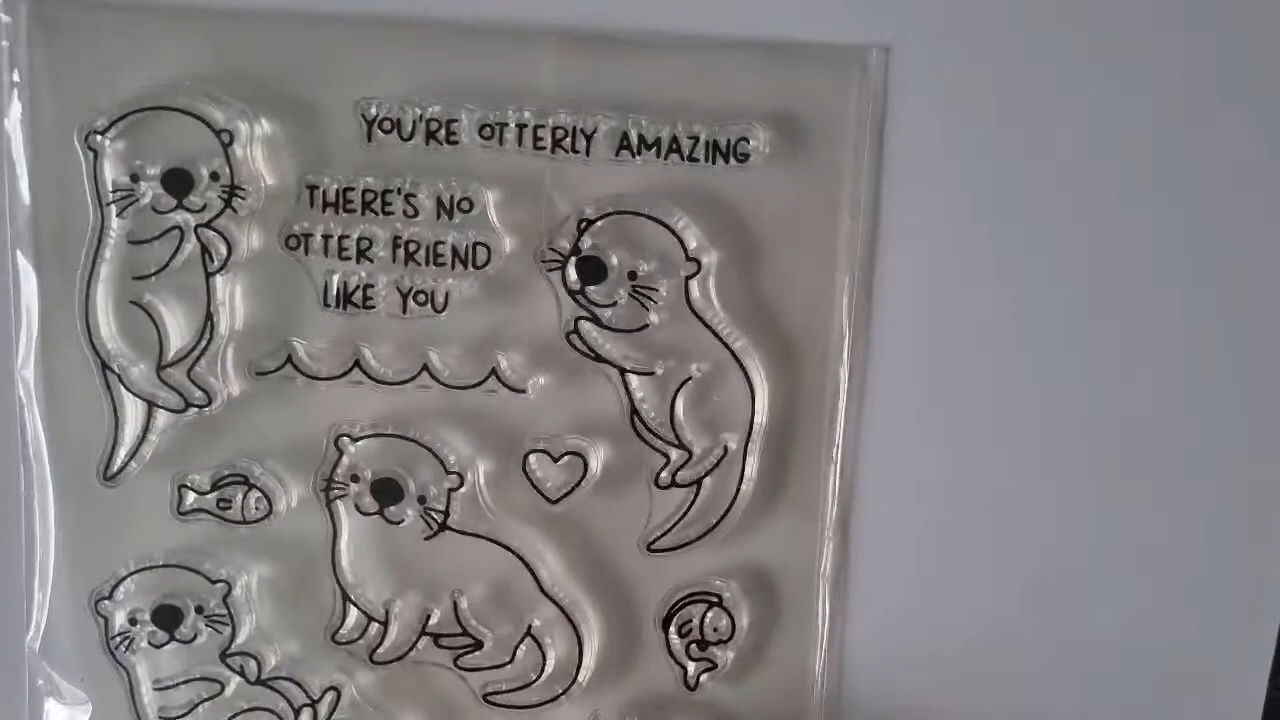 YOU'RE OTTERLY AMAZING
THERE'S NO
OTTER FRIEND
LIKE YOU